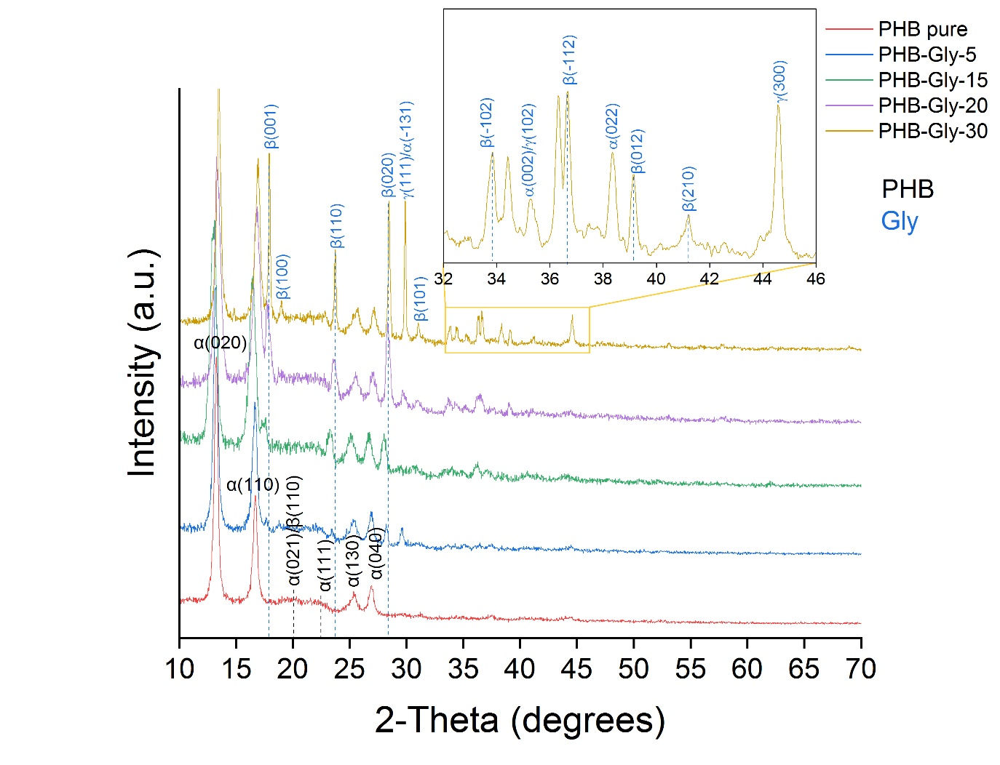 PHB pure
PHB-Gly-5
PHB-Gly-15
PHB-Gly-20
PHB-Gly-30
PHB
Gly
β(-102)
α(002)/γ(102)
β(-112)
α(022)
β(012)
β(210)
γ(300)
32 34 36 38 40 42 44 46
β(001)
β(100)
β(110)
β(020)
γ(111)/α(-131)
β(101)
α(020)
α(110)
α(021)/β(110)
α(111)
α(130)
α(040)
Intensity (a.u.)
10 15 20 25 30 35 40 45 50 55 60 65 70
2-Theta (degrees)